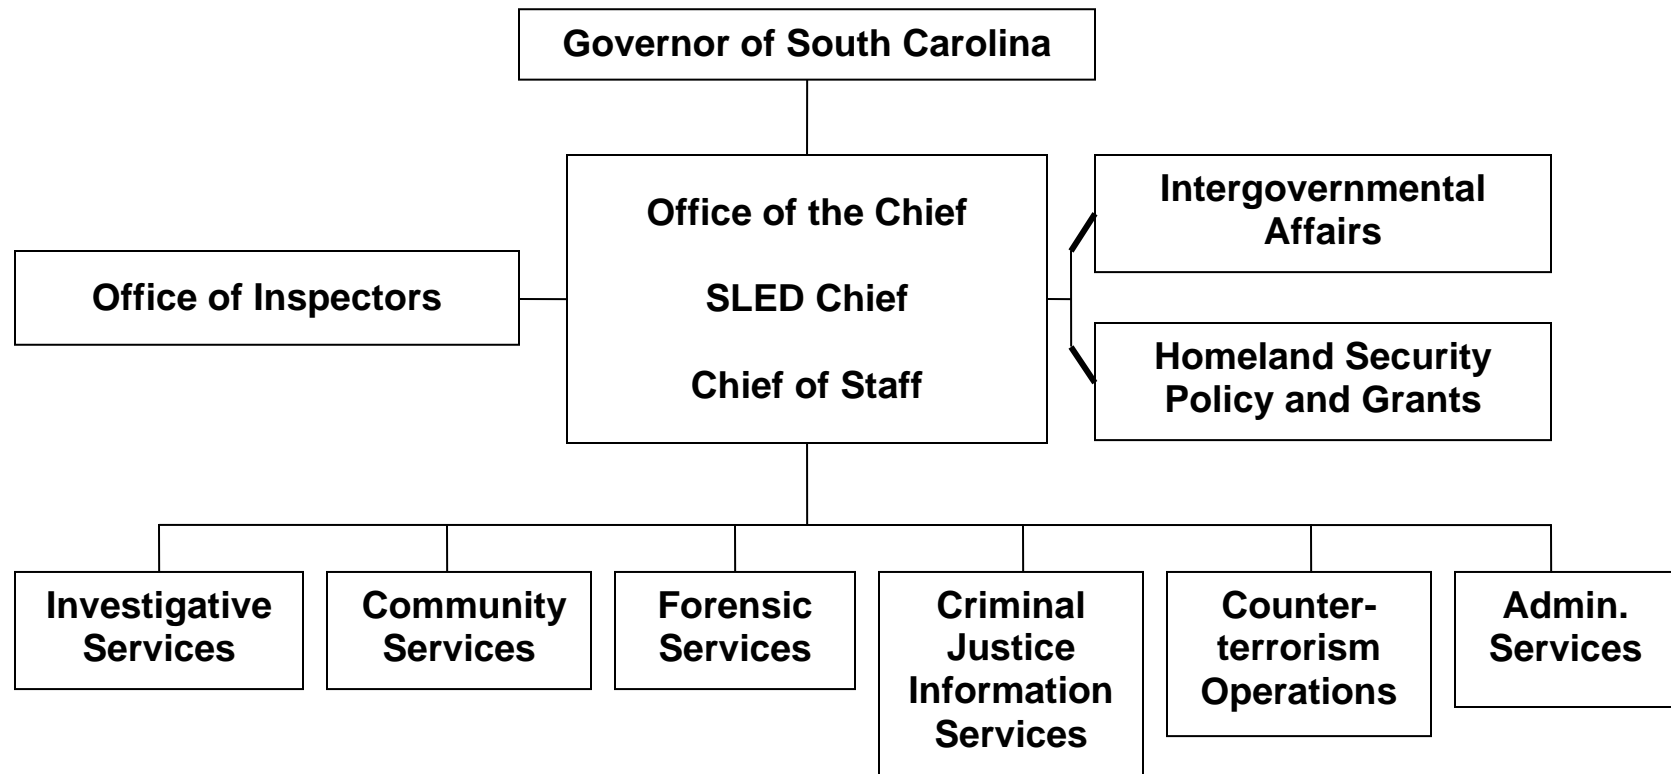 Governor of South Carolina
Office of the Chief
SLED Chief
Chief of Staff
Intergovernmental
Affairs
Office of Inspectors
Homeland Security
Policy and Grants
Investigative
Services
Community
Services
Forensic
Services
Criminal
Justice
Information
Services
Counter-
terrorism
Operations
Admin.
Services